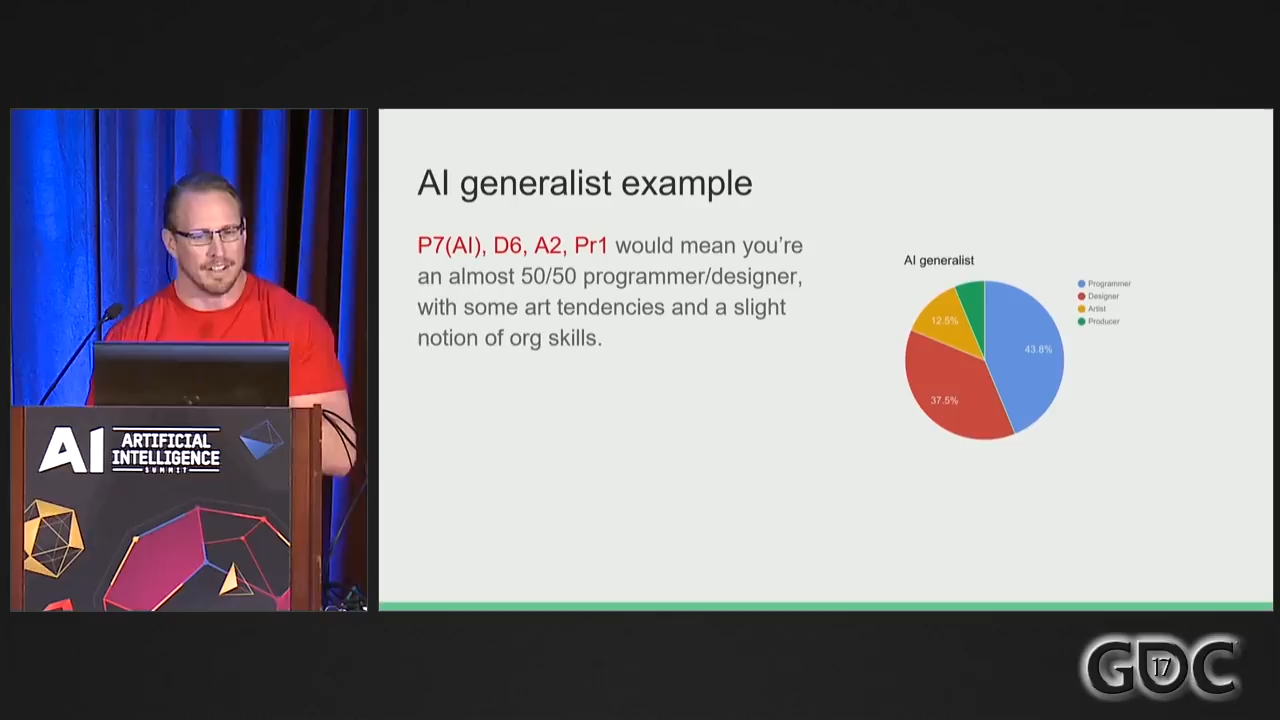 AI
ARTIFICIAL
INTELLIGENCE
SUMMIT
AI generalist example
P7(AI), D6, A2, Pr1 would mean you’re
an almost 50/50 programmer/designer,
with some art tendencies and a slight
notion of org skills.
AI generalist
Programmer
Designer
Artist
Producer
12.5%
43.8%
37.5%
GDC
17